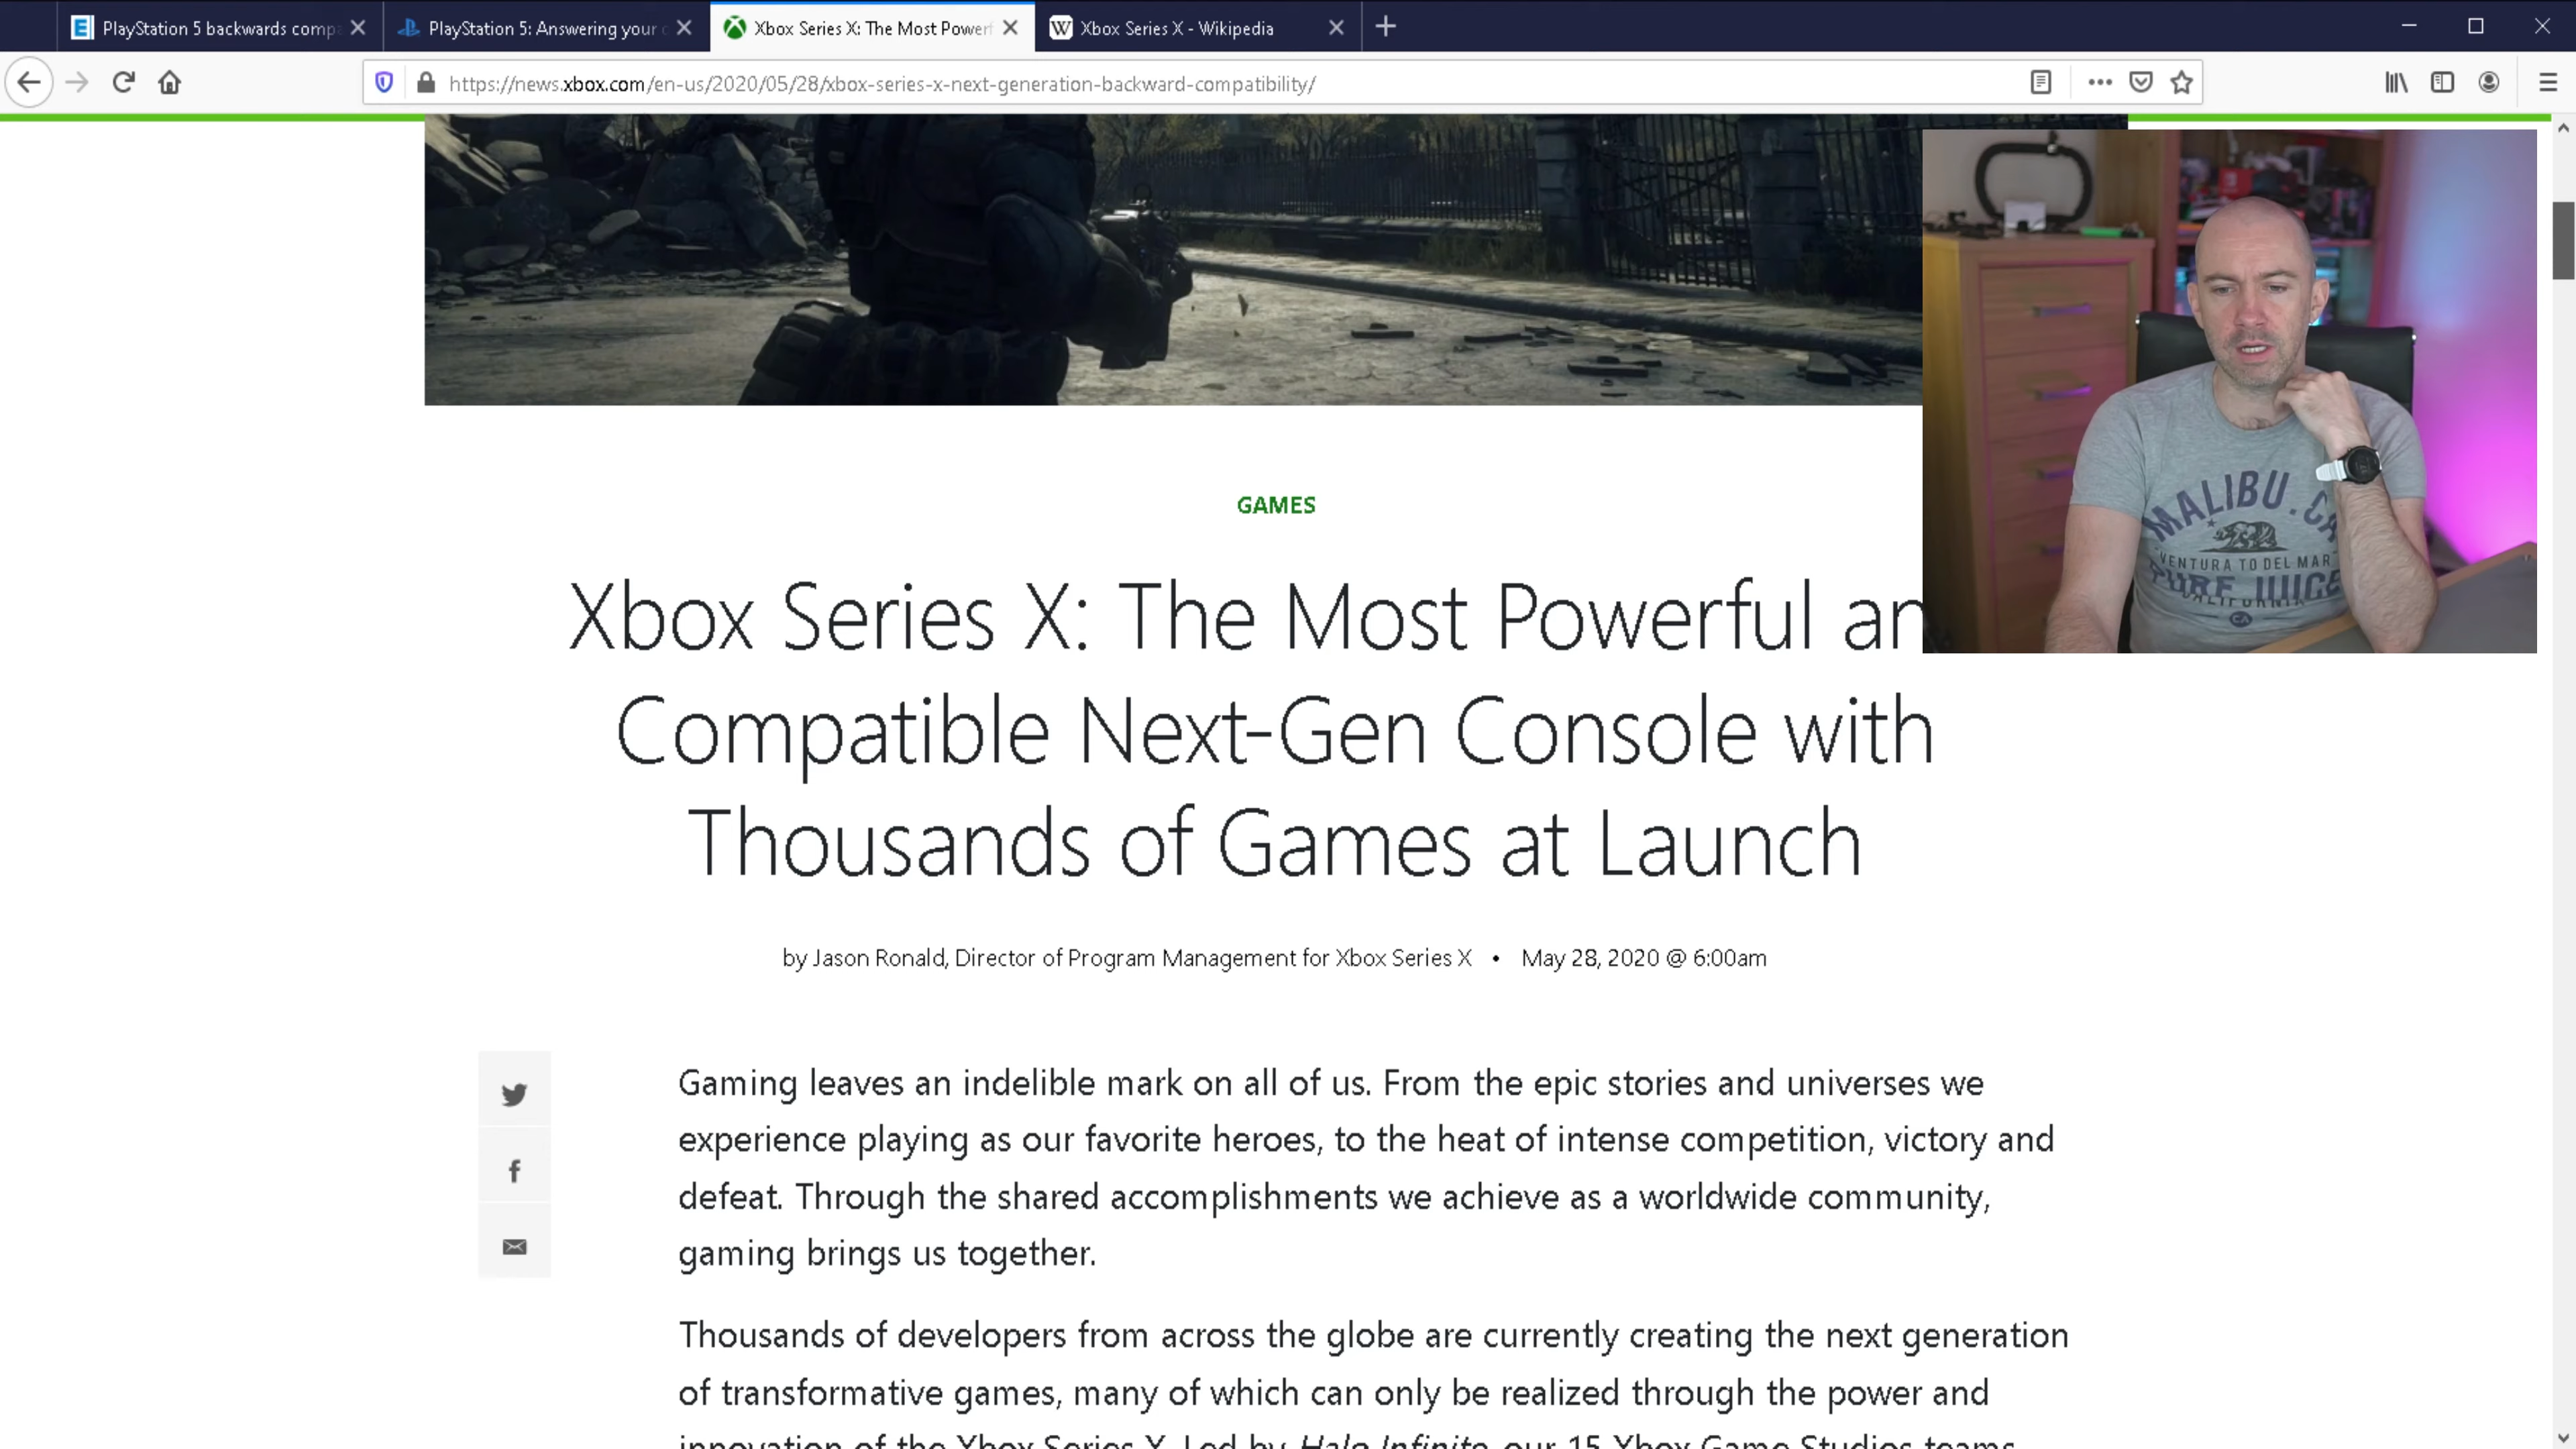 PlayStation 5 backwards comp
PlayStation 5: Answering your
Xbox Series X: The Most Power
W Xbox Series X - Wikipedia
https://news.xbox.com/en-us/2020/05/28/xbox-series-x-next-generation-backward-compatibility/
GAMES
Xbox Series X: The Most Powerful an
Compatible Next-Gen Console with
Thousands of Games at Launch
by Jason Ronald, Director of Program Management for Xbox Series X • May 28, 2020 @ 6:00am
Gaming leaves an indelible mark on all of us. From the epic stories and universes we
experience playing as our favorite heroes, to the heat of intense competition, victory and
defeat. Through the shared accomplishments we achieve as a worldwide community,
gaming brings us together.
Thousands of developers from across the globe are currently creating the next generation
of transformative games, many of which can only be realized through the power and
innovation of the Xbox Series X. Led by Halo Infinite, our 15 Xbox Game Studios teams
MALIBU.CA
VENTURA TO DEL MAR
CALIFORNIA
CA